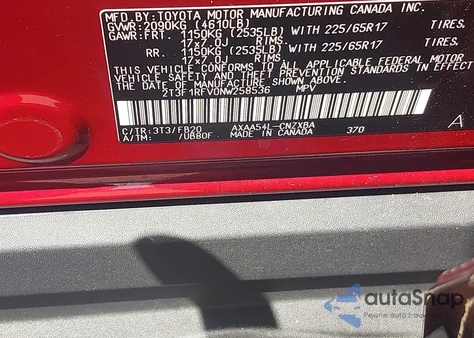 MFD.BY:TOYOTA MOTOR MANUFACTURING CANADA INC.
GVWR:2090KG (4610LB)
GAWR:FRT. 1150KG (2535LB) WITH 225/65R17 TIRES.
17x7.0J RIMS.
RR. 1150KG (2535LB) WITH 225/65R17 TIRES.
17x7.0J RIMS.
THIS VEHICLE CONFORMS TO ALL APPLICABLE FEDERAL MOTOR
VEHICLE SAFETY AND THEFT PREVENTION STANDARDS IN EFFECT
ON THE DATE OF MANUFACTURE SHOWN ABOVE.
2T3F1RFV0NW258536 MPV
C/TR:3T3/FB20 AXAA54L-CNZXBA 370
A/TM: /UB80F MADE IN CANADA
A
autaSnap
Pewne auta z